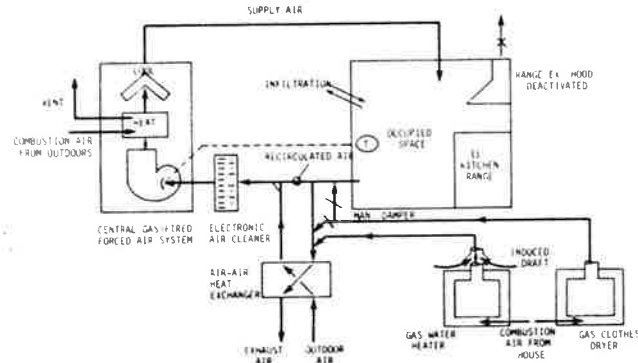 SUPPLY AIR
COOL
VENT
HEAT
COMBUSTION AIR
FROM OUTDOORS
INFILTRATION
RANGE EX. HOOD
DEACTIVATED
OCCUPIED
SPACE
T
EL
KITCHEN
RANGE
RECIRCULATED AIR
CENTRAL GAS-FIRED
FORCED AIR SYSTEM
ELECTRONIC
AIR CLEANER
MAN. DAMPER
AIR-AIR
HEAT
EXCHANGER
INDUCED
DRAFT
EXHAUST
AIR
OUTDOOR
AIR
GAS WATER
HEATER
COMBUSTION
AIR FROM
HOUSE
GAS CLOTHES
DRYER